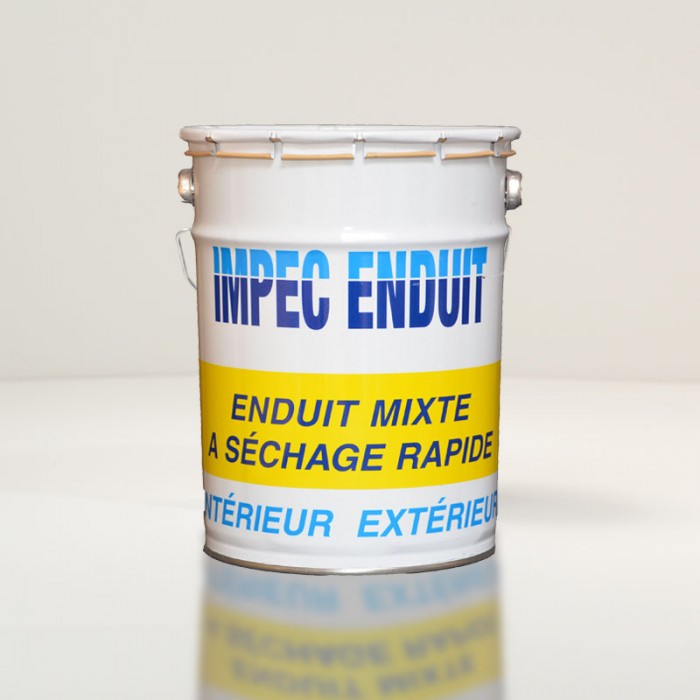 IMPEC ENDUIT
ENDUIT MIXTE
A SÉCHAGE RAPIDE
INTÉRIEUR EXTÉRIEUR